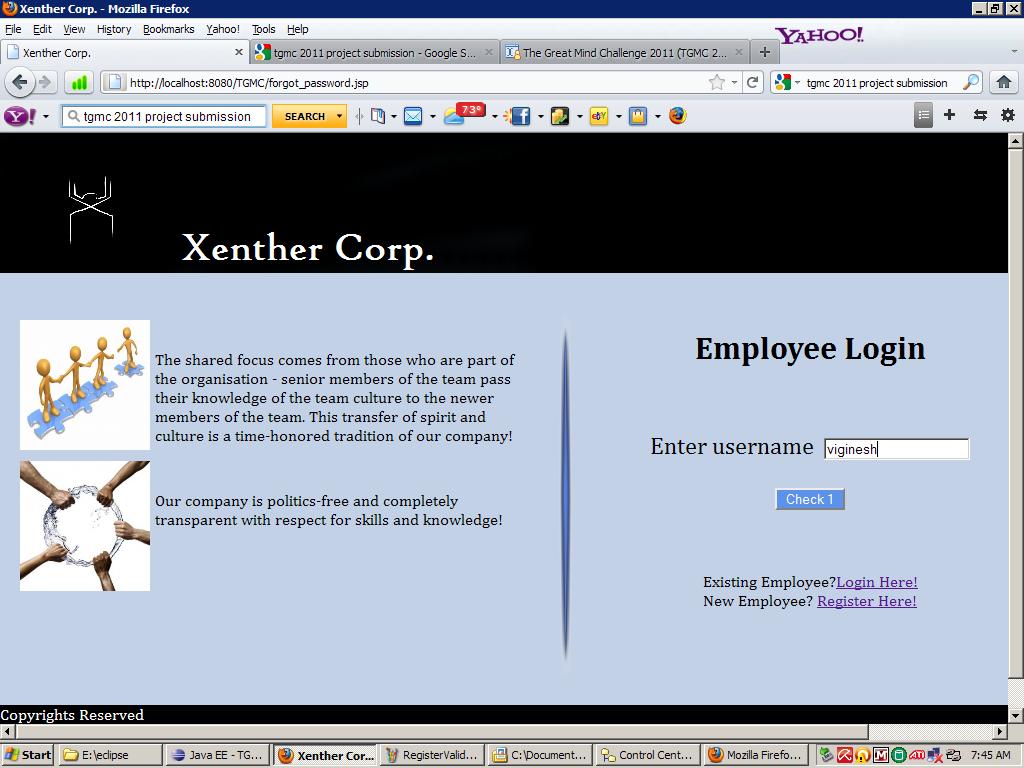 Xenther Corp. - Mozilla Firefox
File Edit View History Bookmarks Yahoo! Tools Help
YAHOO!
Xenther Corp.
tgmc 2011 project submission - Google S...
The Great Mind Challenge 2011 (TGMC 2...
http://localhost:8080/TGMC/forgot_password.jsp
tgmc 2011 project submission
Y! tgmc 2011 project submission SEARCH 73°
Xenther Corp.
The shared focus comes from those who are part of
the organisation - senior members of the team pass
their knowledge of the team culture to the newer
members of the team. This transfer of spirit and
culture is a time-honored tradition of our company!
Our company is politics-free and completely
transparent with respect for skills and knowledge!
Employee Login
Enter username viginesh
Check 1
Existing Employee?Login Here!
New Employee? Register Here!
Copyrights Reserved
Start E:\eclipse Java EE - TG... Xenther Cor... RegisterValid... C:\Document... Control Cent... Mozilla Firefo... 7:45 AM